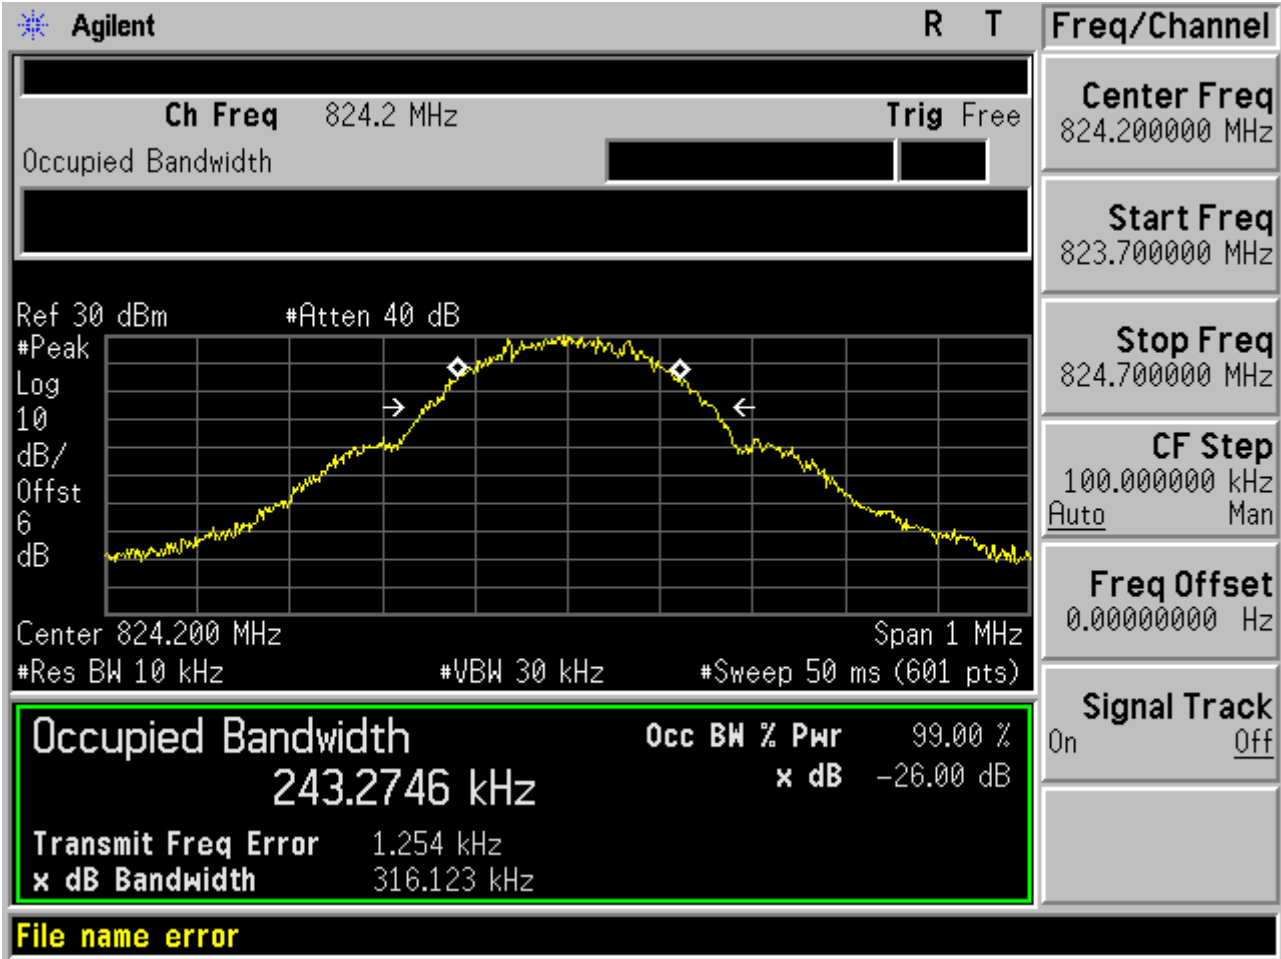 Agilent
R T
Freq/Channel
Ch Freq 824.2 MHz
Trig Free
Occupied Bandwidth
Center Freq
824.200000 MHz
Start Freq
823.700000 MHz
Stop Freq
824.700000 MHz
CF Step
100.000000 kHz
Auto Man
Freq Offset
0.00000000 Hz
Signal Track
On Off
Ref 30 dBm #Atten 40 dB
#Peak
Log
10
dB/
Offst
6
dB
Center 824.200 MHz Span 1 MHz
#Res BW 10 kHz #VBW 30 kHz #Sweep 50 ms (601 pts)
Occupied Bandwidth
243.2746 kHz
Occ BW % Pwr 99.00 %
x dB -26.00 dB
Transmit Freq Error 1.254 kHz
x dB Bandwidth 316.123 kHz
File name error